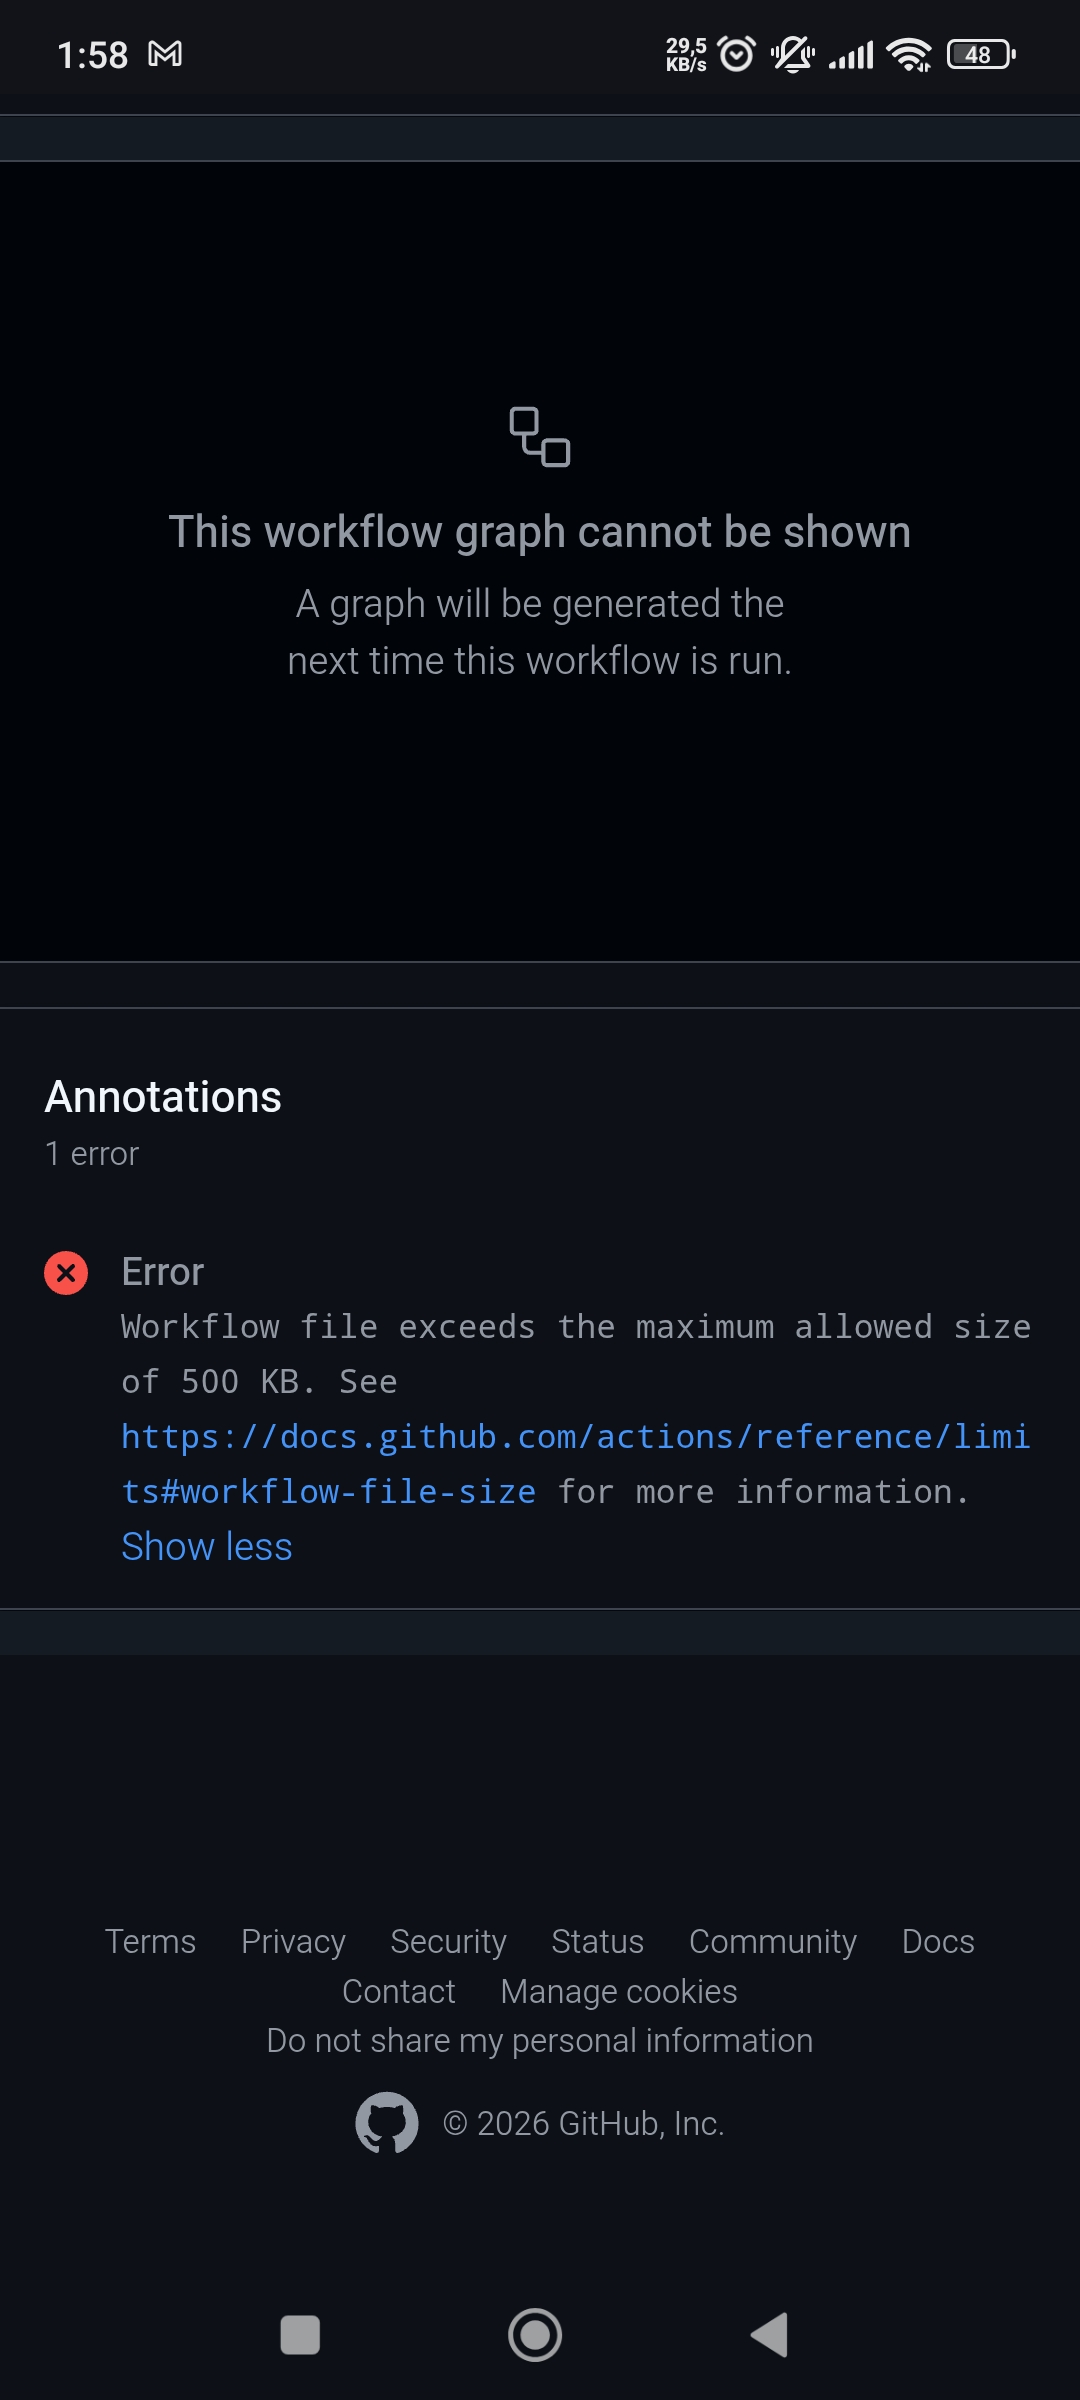 1:58
29,5
KB/s
48
This workflow graph cannot be shown
A graph will be generated the
next time this workflow is run.
Annotations
1 error
Error
Workflow file exceeds the maximum allowed size
of 500 KB. See
https://docs.github.com/actions/reference/limi
ts#workflow-file-size for more information.
Show less
Terms Privacy Security Status Community Docs
Contact Manage cookies
Do not share my personal information
© 2026 GitHub, Inc.